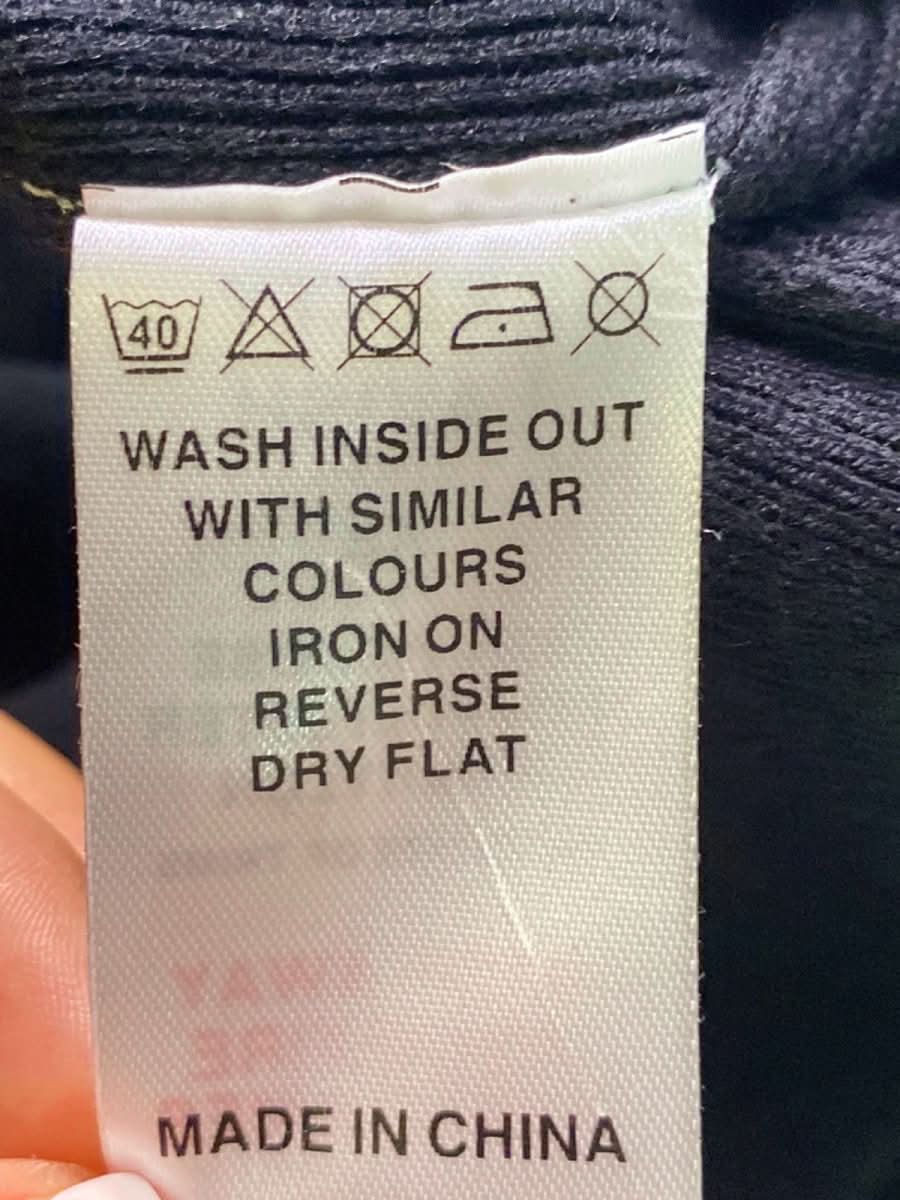 40
WASH INSIDE OUT
WITH SIMILAR
COLOURS
IRON ON
REVERSE
DRY FLAT
MADE IN CHINA